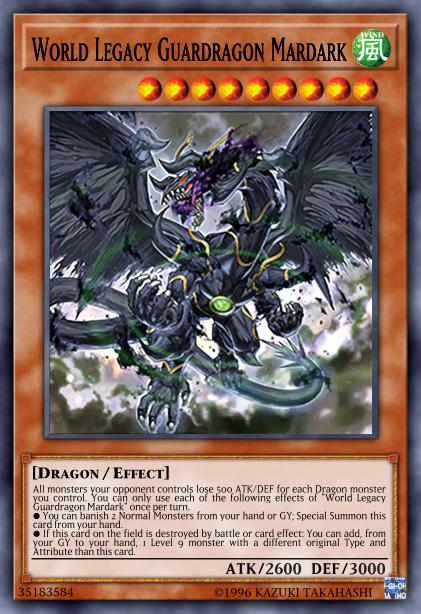 World Legacy Guardragon Mardark
WIND
風
[Dragon / Effect]
All monsters your opponent controls lose 500 ATK/DEF for each Dragon monster
you control. You can only use each of the following effects of "World Legacy
Guardragon Mardark" once per turn.
● You can banish 2 Normal Monsters from your hand or GY; Special Summon this
card from your hand.
● If this card on the field is destroyed by battle or card effect: You can add, from
your GY to your hand, 1 Level 9 monster with a different original Type and
Attribute than this card.
ATK/2600 DEF/3000
35183584
©1996 KAZUKI TAKAHASHI